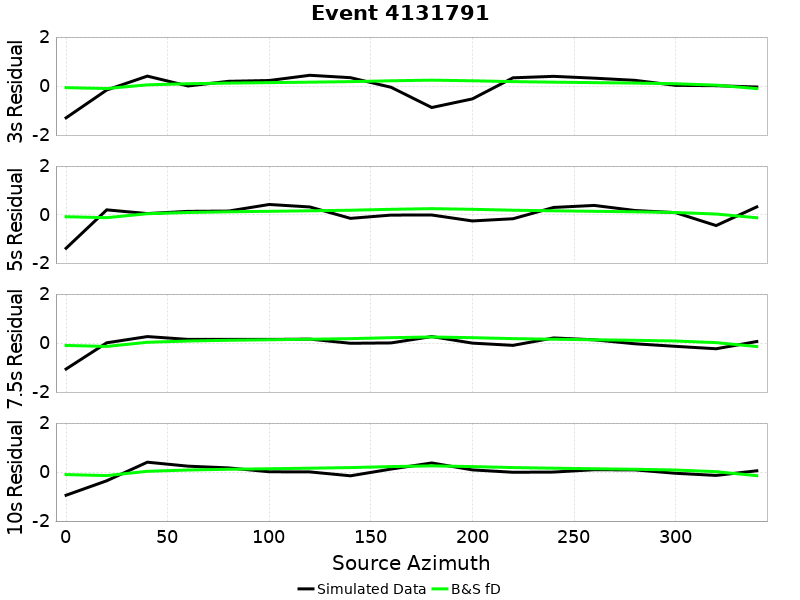 Event 4131791
3s Residual
2
0
-2
5s Residual
2
0
-2
7.5s Residual
2
0
-2
10s Residual
2
0
-2
0 50 100 150 200 250 300
Source Azimuth
Simulated Data B&S fD